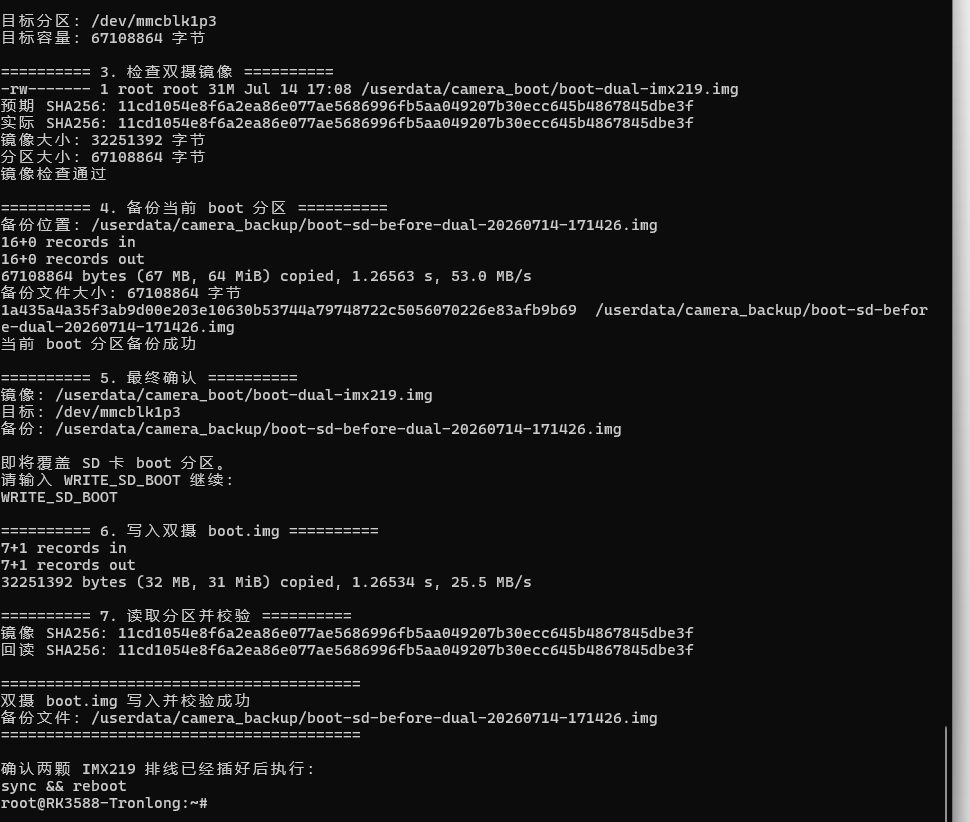 目标分区: /dev/mmcblk1p3
目标容量: 67108864 字节
========== 3. 检查双摄镜像 ==========
-rw------- 1 root root 31M Jul 14 17:08 /userdata/camera_boot/boot-dual-imx219.img
预期 SHA256: 11cd1054e8f6a2ea86e077ae5686996fb5aa049207b30ecc645b4867845dbe3f
实际 SHA256: 11cd1054e8f6a2ea86e077ae5686996fb5aa049207b30ecc645b4867845dbe3f
镜像大小: 32251392 字节
分区大小: 67108864 字节
镜像检查通过
========== 4. 备份当前 boot 分区 ==========
备份位置: /userdata/camera_backup/boot-sd-before-dual-20260714-171426.img
16+0 records in
16+0 records out
67108864 bytes (67 MB, 64 MiB) copied, 1.26563 s, 53.0 MB/s
备份文件大小: 67108864 字节
1a435a4a35f3ab9d00e203e10630b53744a79748722c5056070226e83afb9b69  /userdata/camera_backup/boot-sd-befor
e-dual-20260714-171426.img
当前 boot 分区备份成功
========== 5. 最终确认 ==========
镜像: /userdata/camera_boot/boot-dual-imx219.img
目标: /dev/mmcblk1p3
备份: /userdata/camera_backup/boot-sd-before-dual-20260714-171426.img
即将覆盖 SD 卡 boot 分区。
请输入 WRITE_SD_BOOT 继续:
WRITE_SD_BOOT
========== 6. 写入双摄 boot.img ==========
7+1 records in
7+1 records out
32251392 bytes (32 MB, 31 MiB) copied, 1.26534 s, 25.5 MB/s
========== 7. 读取分区并校验 ==========
镜像 SHA256: 11cd1054e8f6a2ea86e077ae5686996fb5aa049207b30ecc645b4867845dbe3f
回读 SHA256: 11cd1054e8f6a2ea86e077ae5686996fb5aa049207b30ecc645b4867845dbe3f
========================================
双摄 boot.img 写入并校验成功
备份文件: /userdata/camera_backup/boot-sd-before-dual-20260714-171426.img
========================================
确认两颗 IMX219 排线已经插好后执行:
sync && reboot
root@RK3588-Tronlong:~#